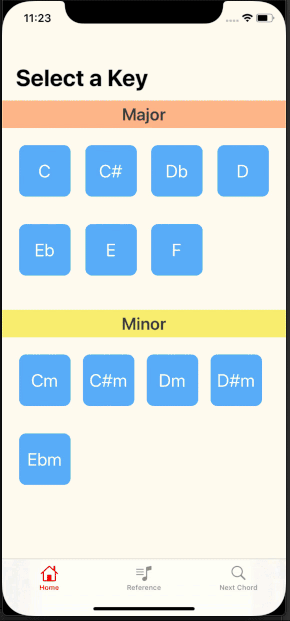 11:23
Select a Key
Major
C C# Db D
Eb E F
Minor
Cm C#m Dm D#m
Ebm
Home Reference Next Chord